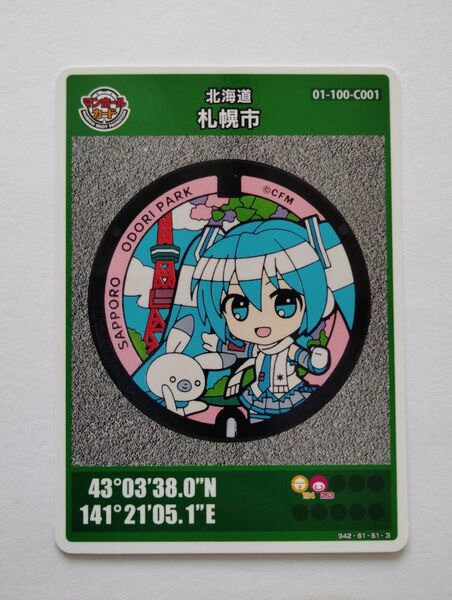 マンホール
カード
北海道
札幌市
01-100-C001
SAPPORO ODORI PARK
©CFM
43°03'38.0"N
141°21'05.1"E
942-61-61-3